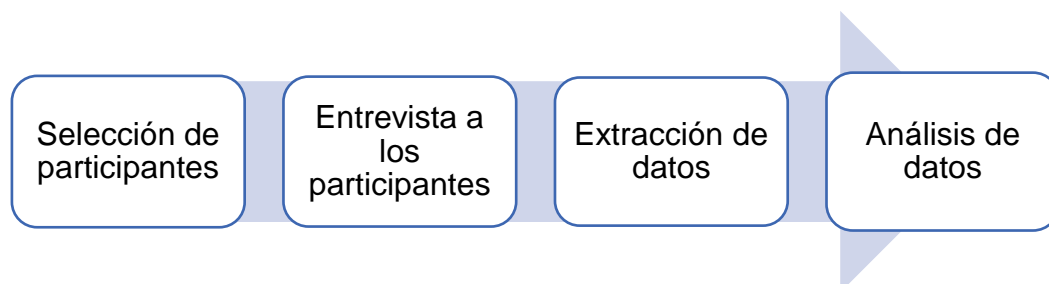 Selección de
participantes
Entrevista a
los
participantes
Extracción de
datos
Análisis de
datos